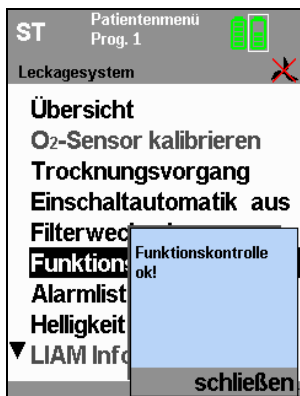 ST
Patientenmenü
Prog. 1
Leckagesystem
Übersicht
O₂-Sensor kalibrieren
Trocknungsvorgang
Einschaltautomatik aus
Filterwec
Funktions
Funktionskontrolle
ok!
Alarmlist
Helligkeit
LIAM Info
schließen